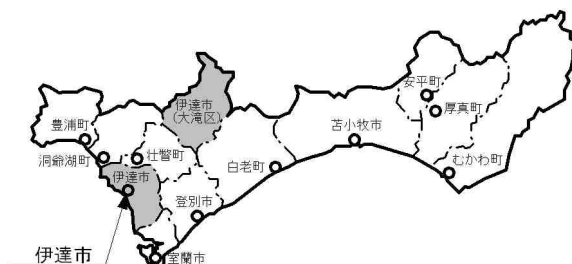 安平町
厚真町
伊達市
(大滝区)
豊浦町
苫小牧市
洞爺湖町
壮瞥町
白老町
むかわ町
伊達市
登別市
伊達市
室蘭市